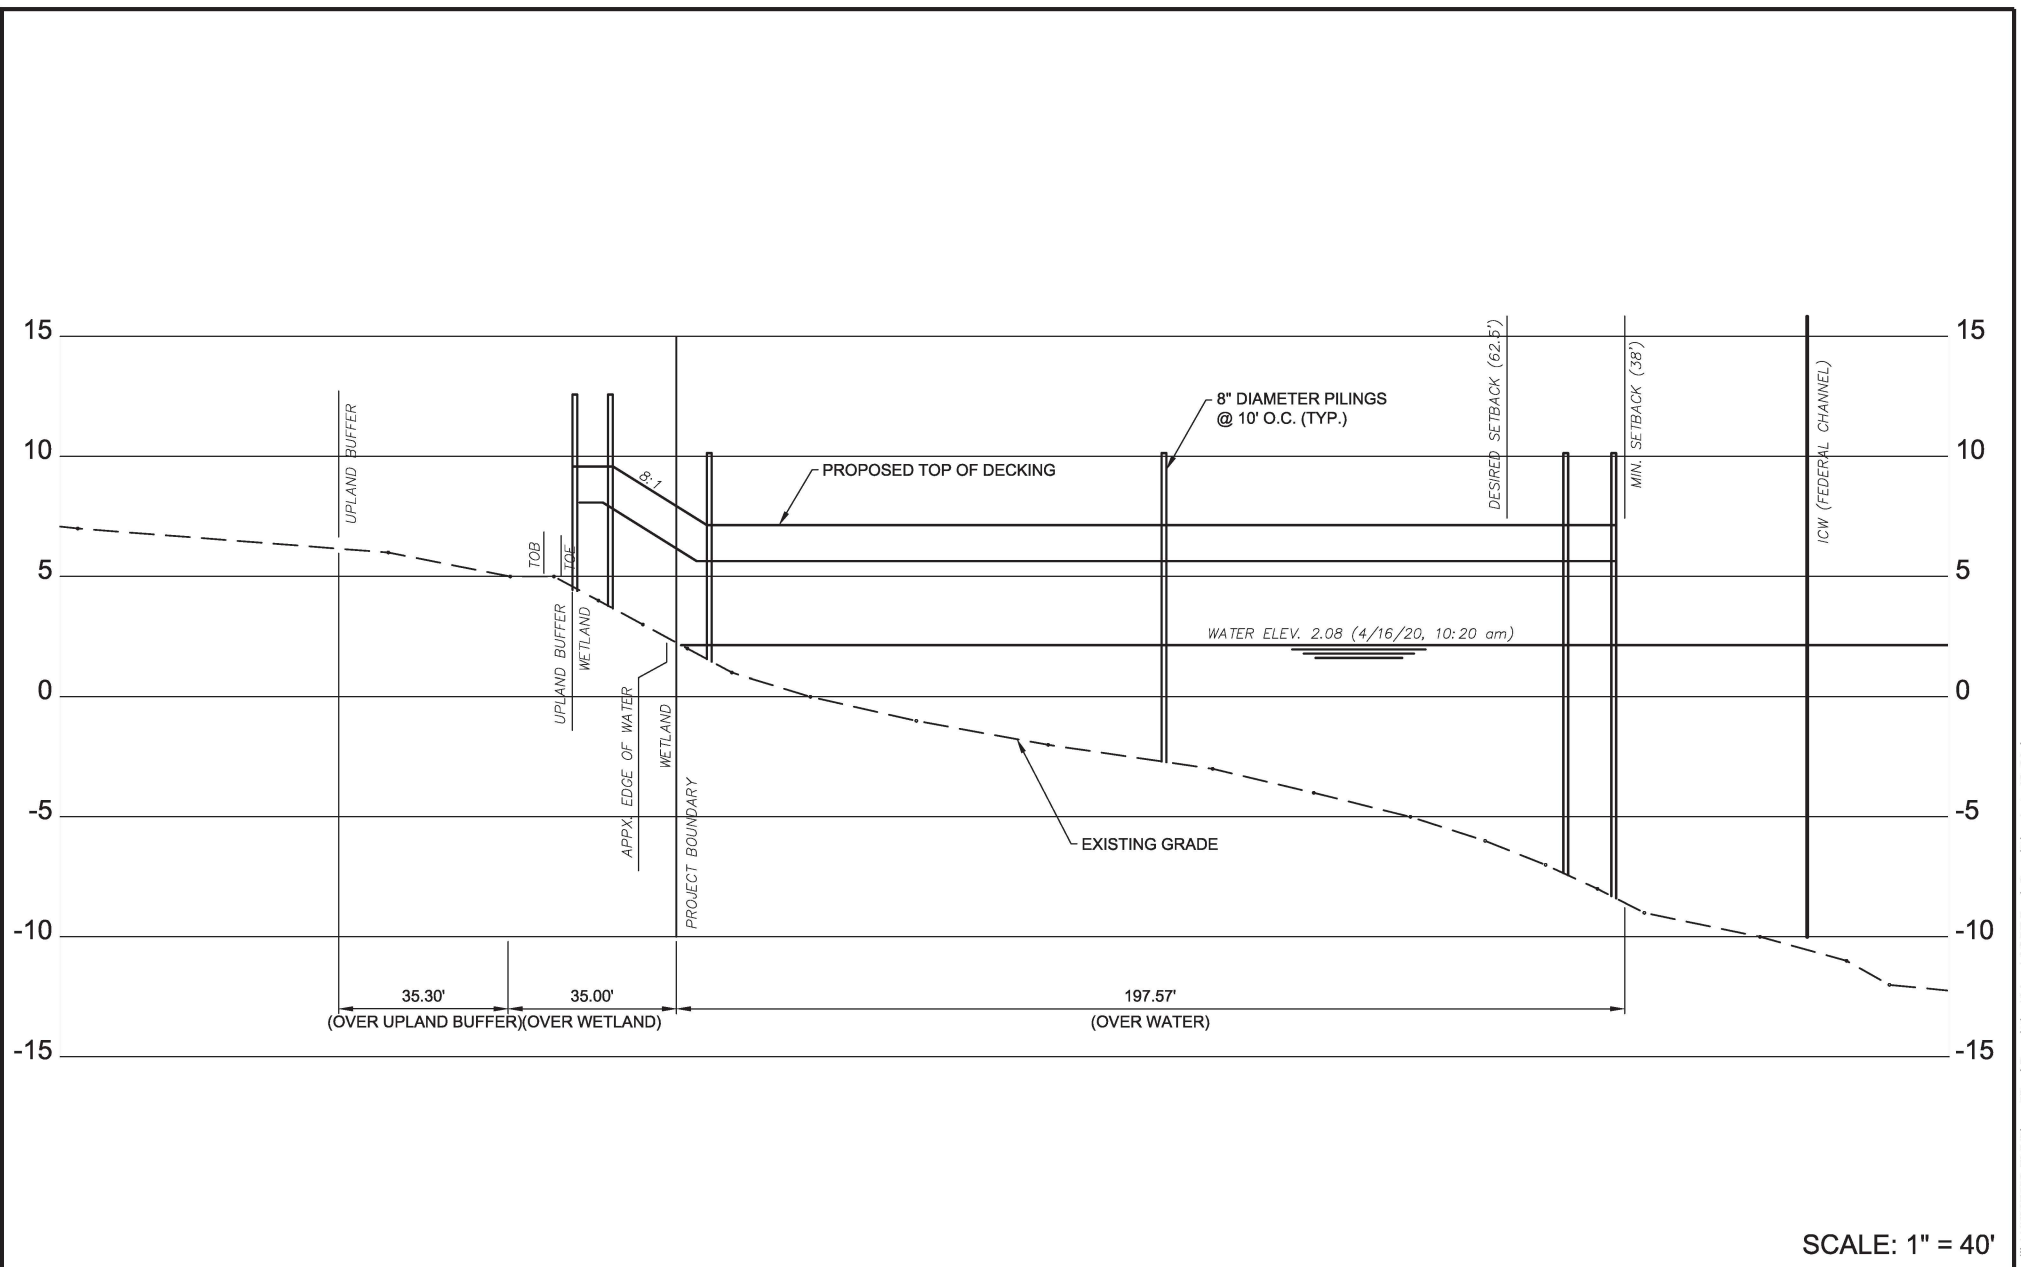 15
15
10
10
5
5
0
0
-5
-5
-10
-10
-15
-15
UPLAND BUFFER
TOB
TOE
UPLAND BUFFER
WETLAND
APPX. EDGE OF WATER
WETLAND
PROJECT BOUNDARY
8:1
PROPOSED TOP OF DECKING
8" DIAMETER PILINGS
@ 10' O.C. (TYP.)
DESIRED SETBACK (62.5')
MIN. SETBACK (38')
ICW (FEDERAL CHANNEL)
WATER ELEV. 2.08 (4/16/20, 10:20 am)
EXISTING GRADE
35.30'
(OVER UPLAND BUFFER)
35.00'
(OVER WETLAND)
197.57'
(OVER WATER)
SCALE: 1" = 40'